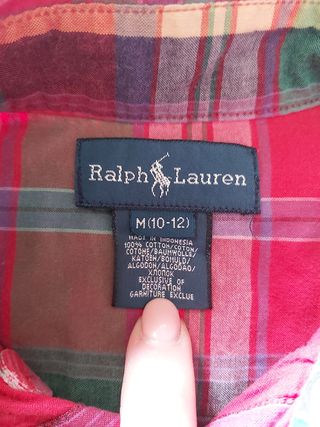 Ralph Lauren
M(10-12)
MADE IN INDONESIA
100% COTTON/COTON/
COTONE/BAUMWOLLE/
KATOEN/BOMULD/
ALGODON/ALGODAO/
ХЛОПОК
EXCLUSIVE OF
DECORATION
GARNITURE EXCLUE